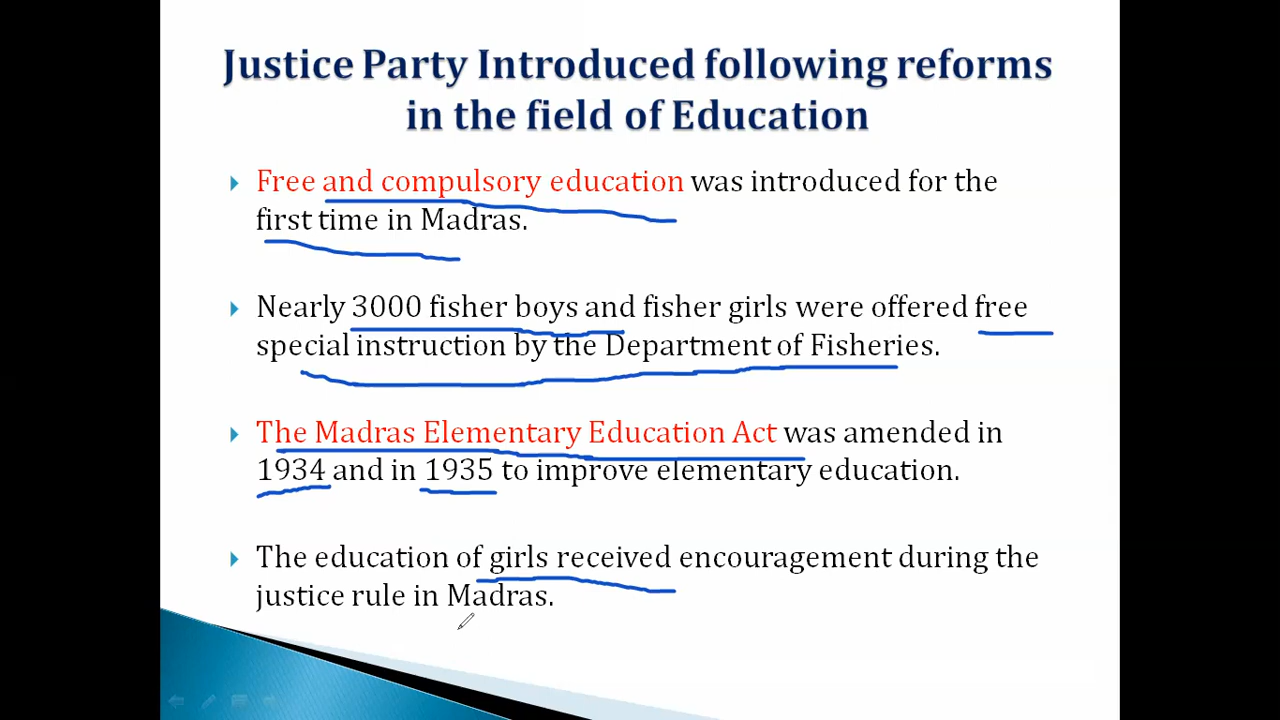 Justice Party Introduced following reforms
in the field of Education
Free and compulsory education was introduced for the
first time in Madras.
Nearly 3000 fisher boys and fisher girls were offered free
special instruction by the Department of Fisheries.
The Madras Elementary Education Act was amended in
1934 and in 1935 to improve elementary education.
The education of girls received encouragement during the
justice rule in Madras.